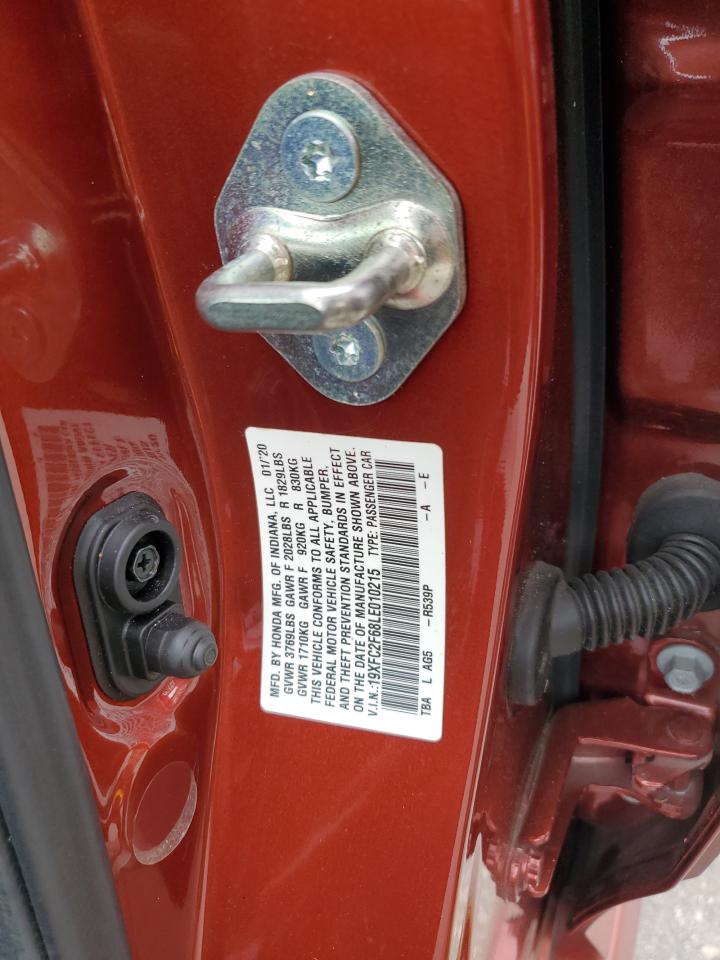 MFD. BY HONDA MFG. OF INDIANA, LLC 01/'20
GVWR 3769LBS GAWR F 2028LBS R 1829LBS
GVWR 1710KG GAWR F 920KG R 830KG
THIS VEHICLE CONFORMS TO ALL APPLICABLE
FEDERAL MOTOR VEHICLE SAFETY, BUMPER,
AND THEFT PREVENTION STANDARDS IN EFFECT
ON THE DATE OF MANUFACTURE SHOWN ABOVE.
V.I.N.:19XFC2F68LE010215 TYPE: PASSENGER CAR
TBA L AG5 -R539P -A -E